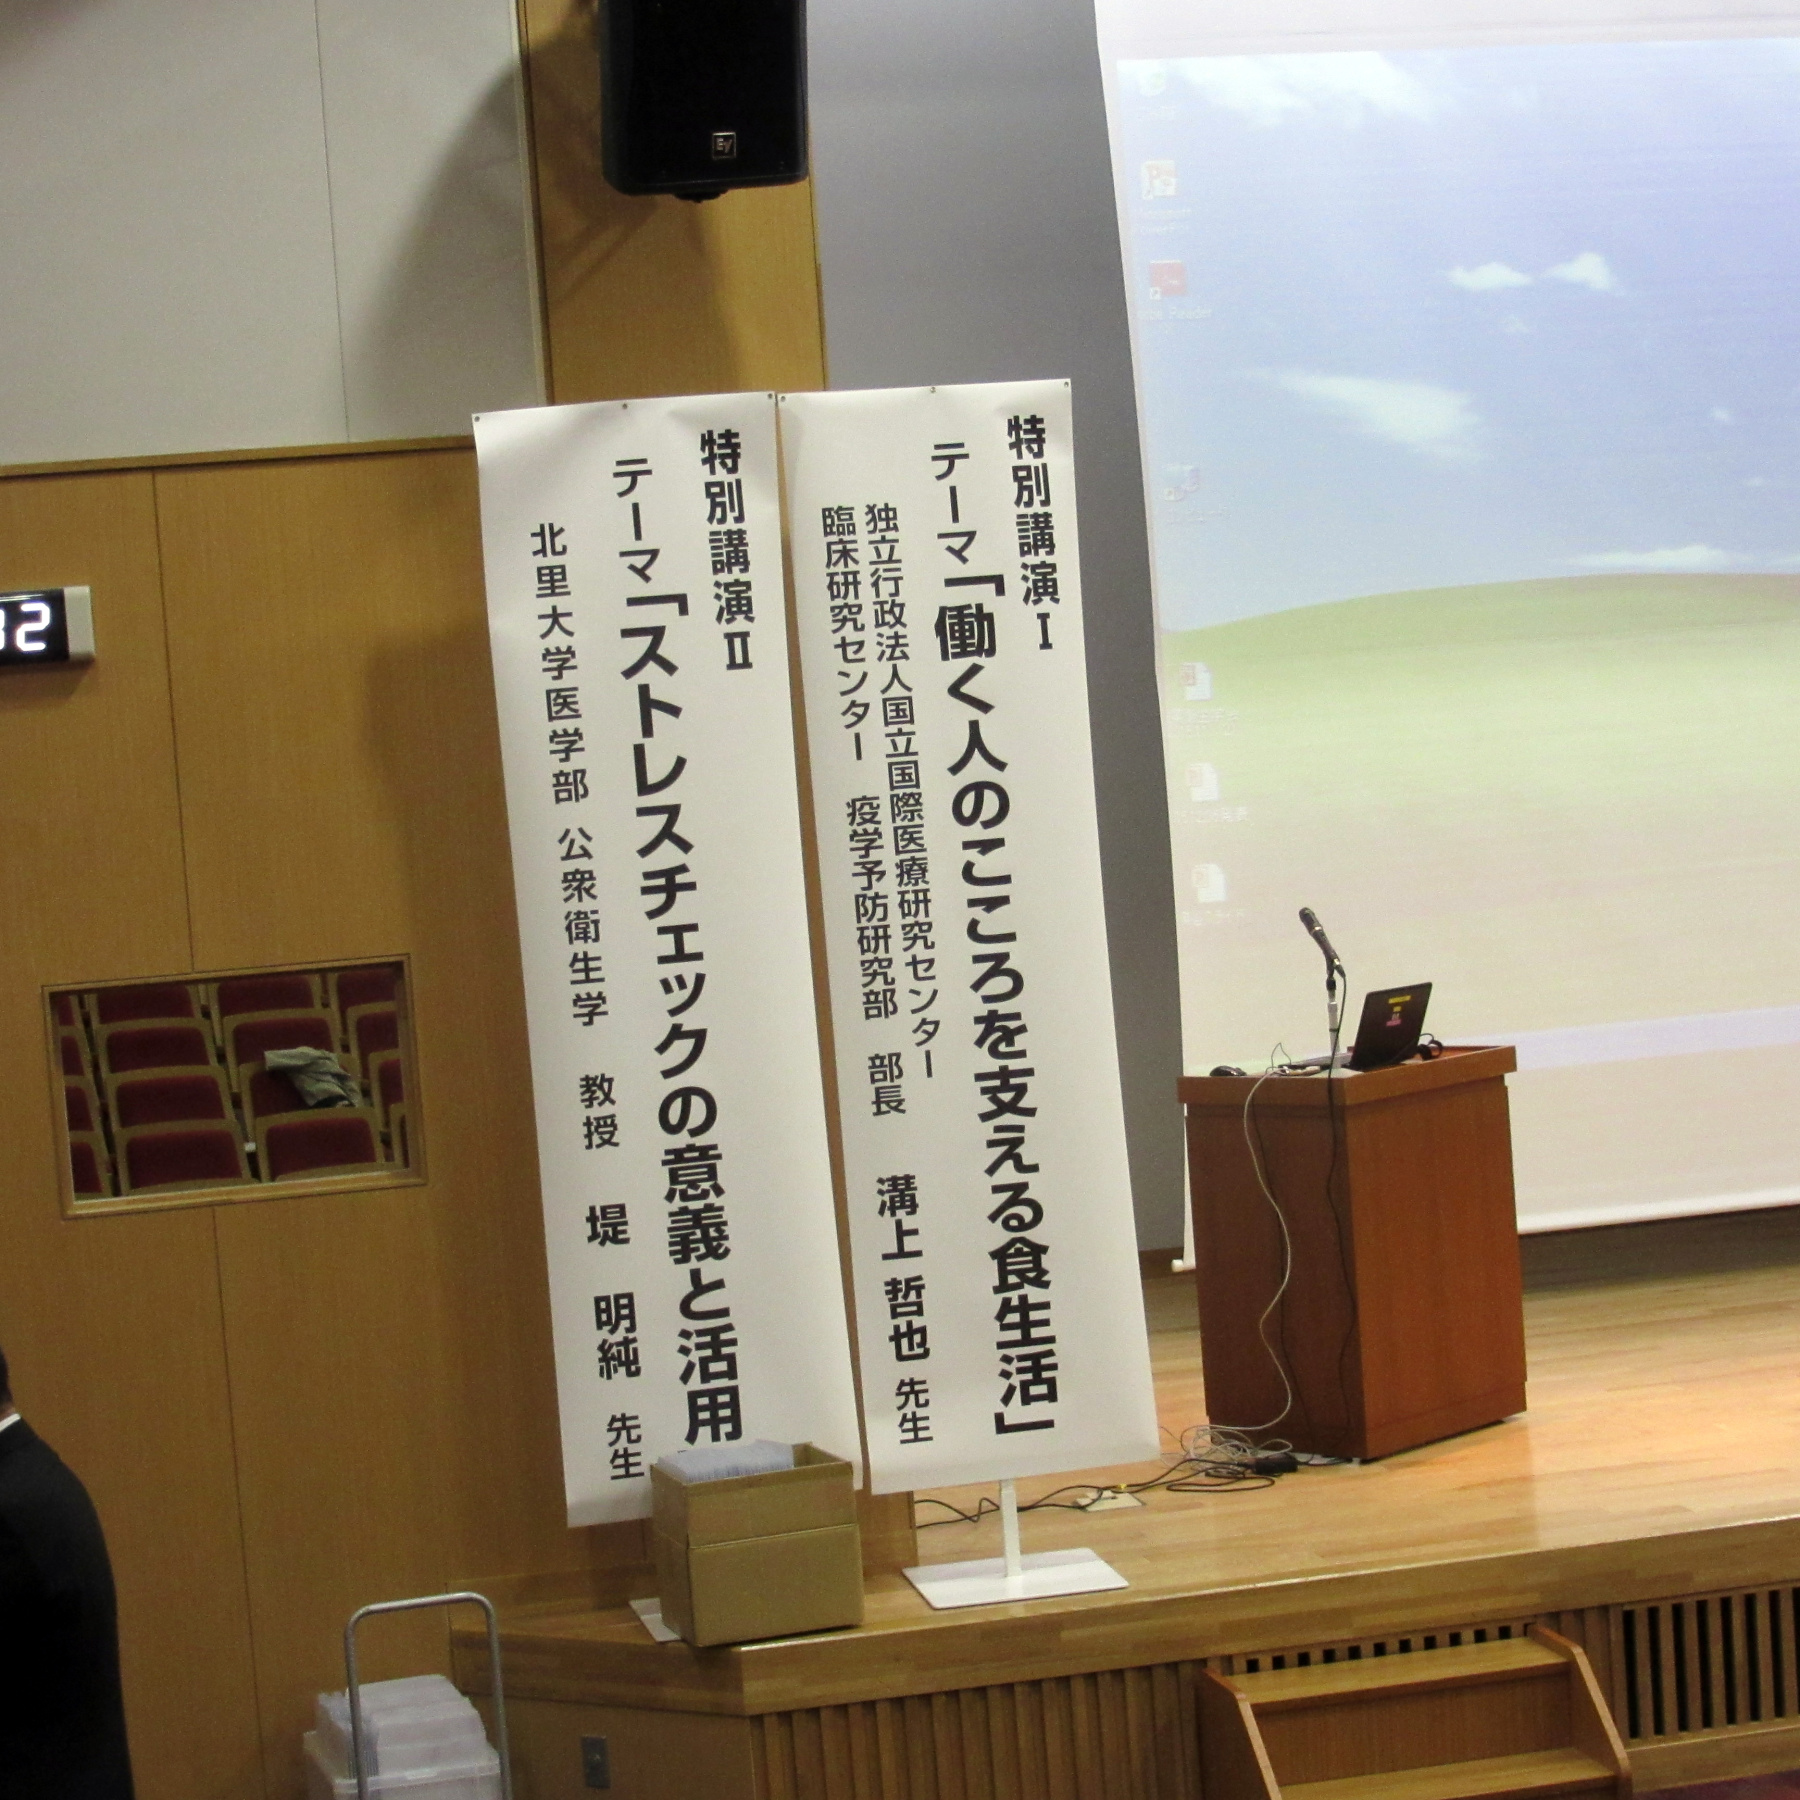 特別講演Ⅰ
テーマ「働く人のこころを支える食生活」
独立行政法人国立国際医療研究センター
臨床研究センター 疫学予防研究部 部長 溝上 哲也 先生
特別講演Ⅱ
テーマ「ストレスチェックの意義と活用
北里大学医学部 公衆衛生学 教授 堤 明純 先生
EV
32
Reader